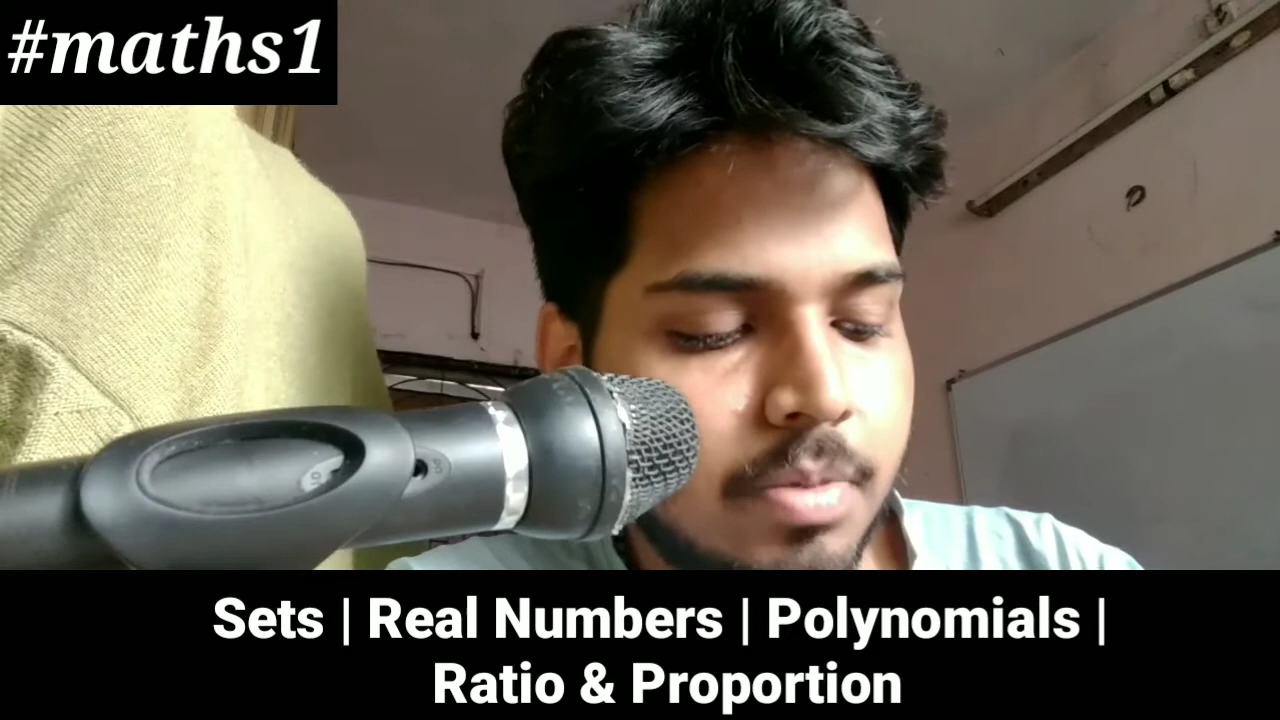 #maths1
Sets | Real Numbers | Polynomials |
Ratio & Proportion